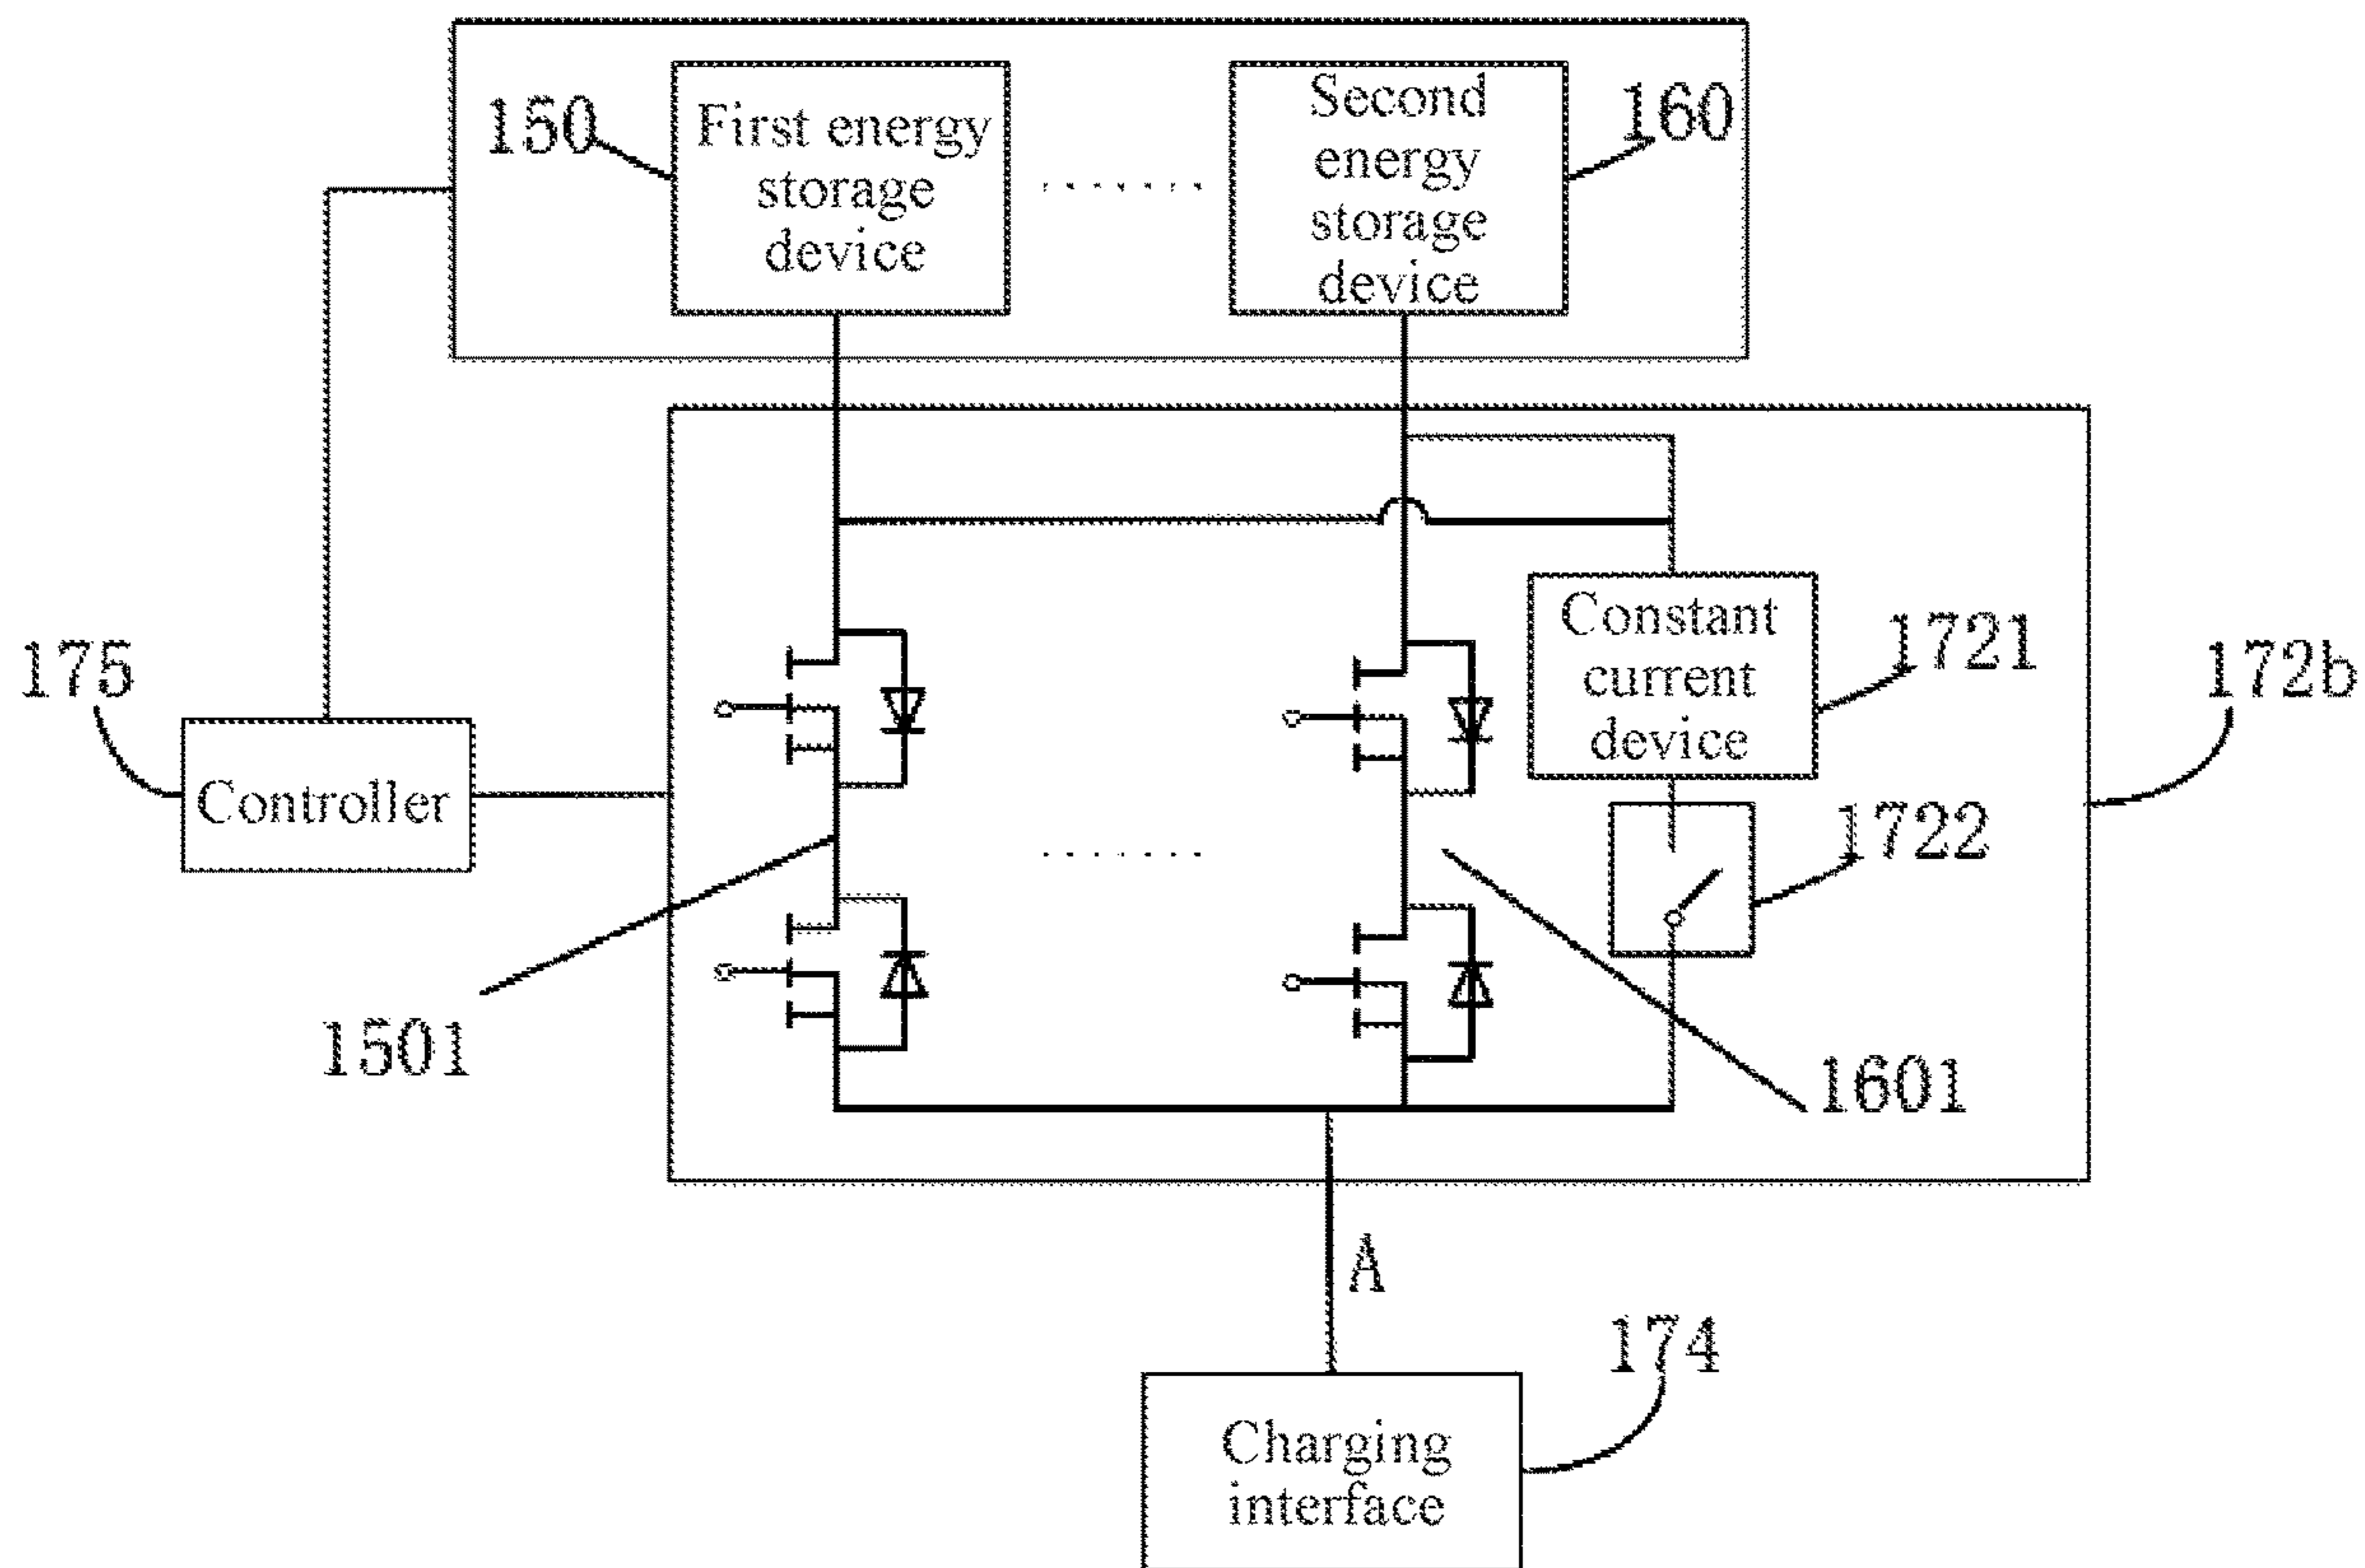 150
First energy
storage
device
Second
energy
storage
device
160
175
Controller
Constant
current
device
1721
172b
1722
1501
1601
A
174
Charging
interface